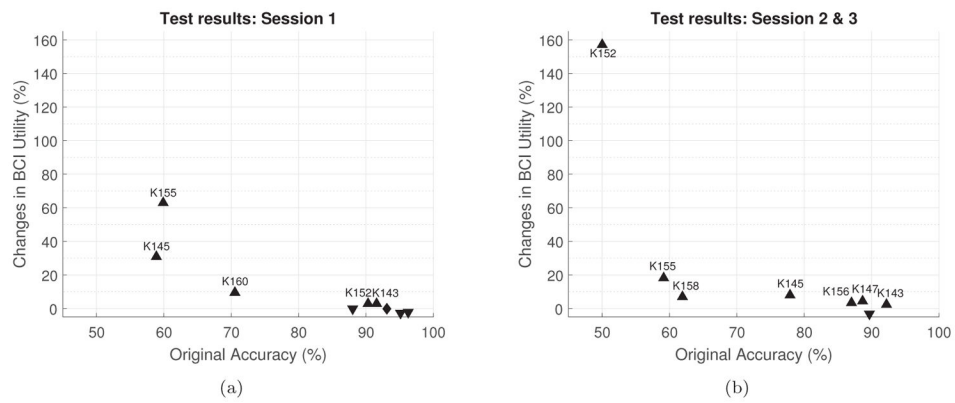 Test results: Session 1
160
140
120
100
80
60
40
20
0
Changes in BCI Utility (%)
K155
K145
K160
K152
K143
50 60 70 80 90 100
Original Accuracy (%)
(a)
Test results: Session 2 & 3
160
140
120
100
80
60
40
20
0
Changes in BCI Utility (%)
K152
K155
K158
K145
K156
K147
K143
50 60 70 80 90 100
Original Accuracy (%)
(b)